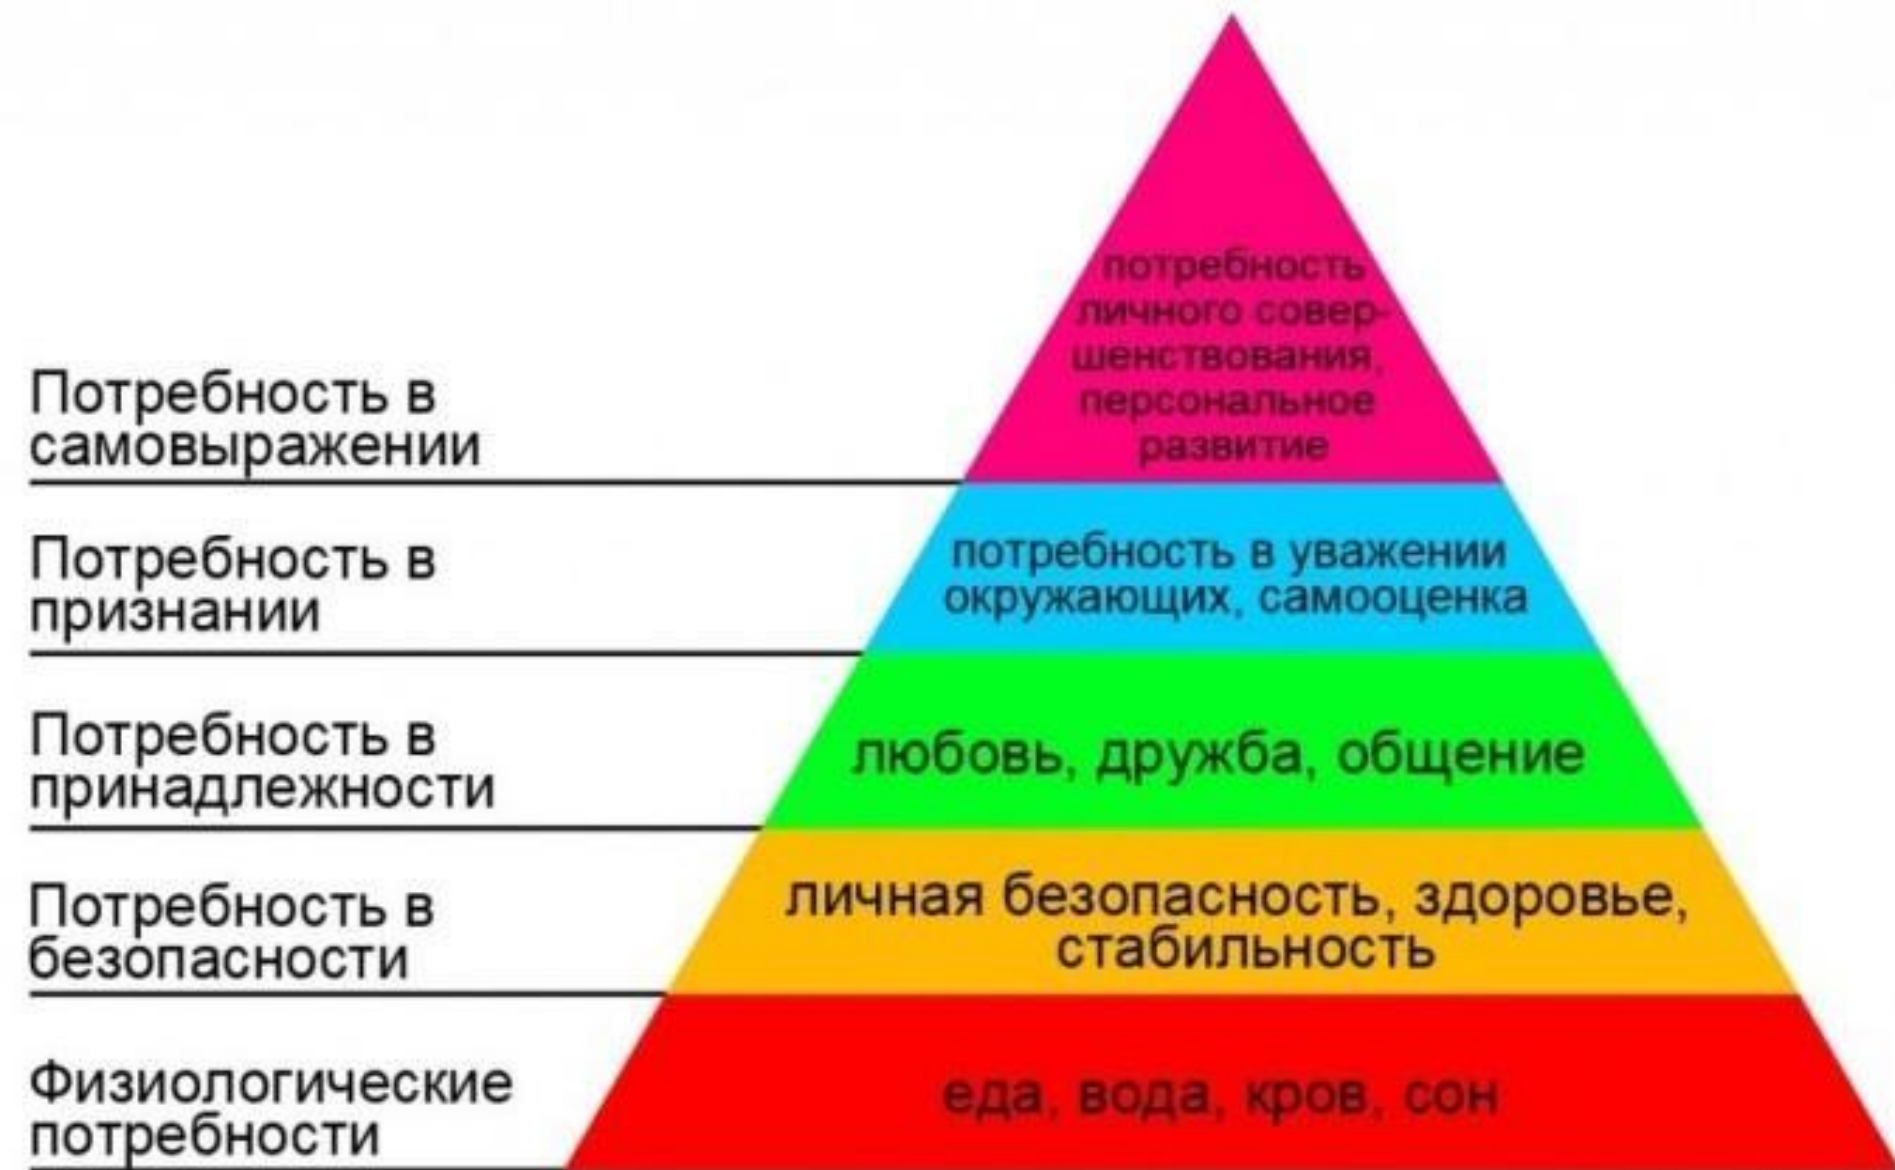 потребность
личного совер-
шенствования,
персональное
развитие
Потребность в
самовыражении
потребность в уважении
окружающих, самооценка
Потребность в
признании
любовь, дружба, общение
Потребность в
принадлежности
личная безопасность, здоровье,
стабильность
Потребность в
безопасности
еда, вода, кров, сон
Физиологические
потребности